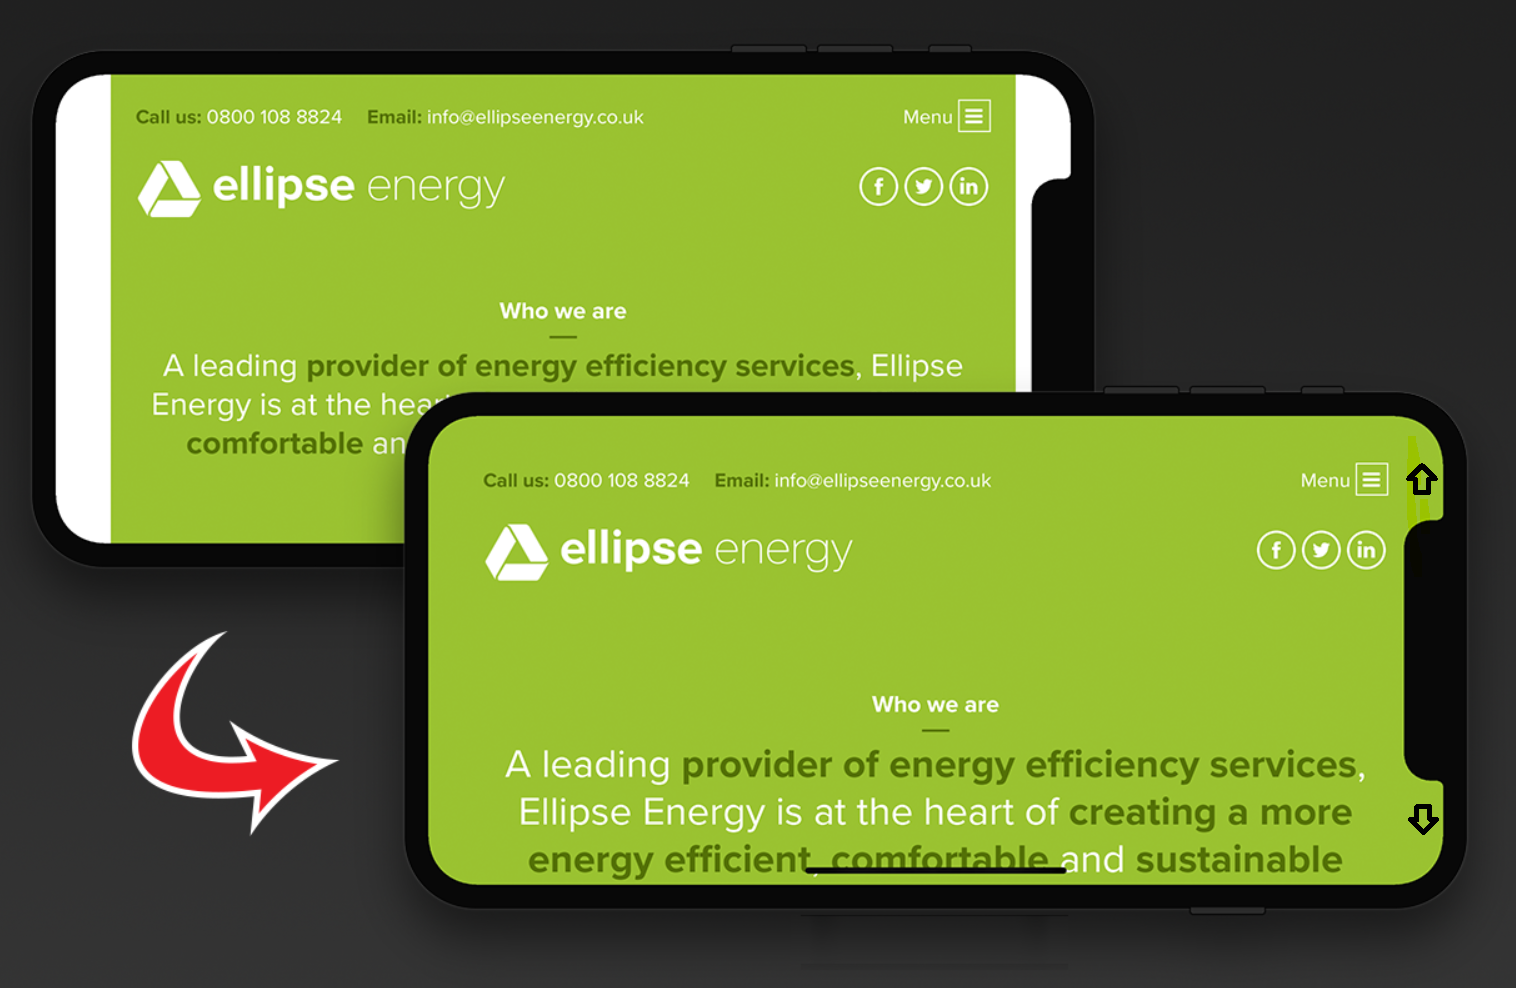 Call us: 0800 108 8824 Email: info@ellipseenergy.co.uk Menu
ellipse energy
f in
Who we are
A leading provider of energy efficiency services, Ellipse
Energy is at the hear
comfortable an
Call us: 0800 108 8824 Email: info@ellipseenergy.co.uk Menu
ellipse energy
f in
Who we are
A leading provider of energy efficiency services,
Ellipse Energy is at the heart of creating a more
energy efficient, comfortable and sustainable